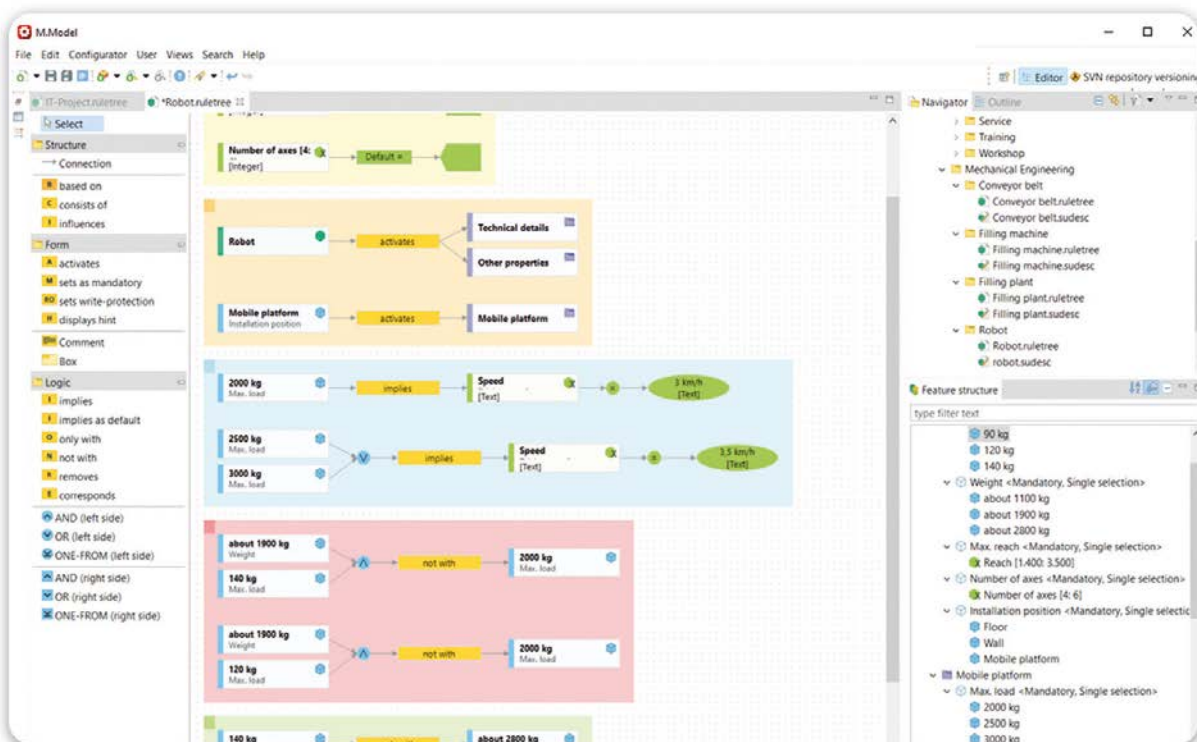 M.Model
File Edit Configurator User Views Search Help
Editor SVN repository versionin
IT-Project.ruletree *Robot.ruletree
Select
Structure
Connection
based on
consists of
influences
Form
activates
sets as mandatory
sets write-protection
displays hint
Comment
Box
Logic
implies
implies as default
only with
not with
removes
corresponds
AND (left side)
OR (left side)
ONE-FROM (left side)
AND (right side)
OR (right side)
ONE-FROM (right side)
Number of axes [4:
[Integer]
Default =
Robot
activates
Technical details
Other properties
Mobile platform
Installation position
activates
Mobile platform
2000 kg
Max. load
implies
Speed
[Text]
=
3 km/h
[Text]
2500 kg
Max. load
3000 kg
Max. load
implies
Speed
[Text]
=
3,5 km/h
[Text]
about 1900 kg
Weight
140 kg
Max. load
not with
2000 kg
Max. load
about 1900 kg
Weight
120 kg
Max. load
not with
2000 kg
Max. load
140 kg
about 2800 kg
Navigator Outline
Service
Training
Workshop
Mechanical Engineering
Conveyor belt
Conveyor belt.ruletree
Conveyor belt.sudesc
Filling machine
Filling machine.ruletree
Filling machine.sudesc
Filling plant
Filling plant.ruletree
Filling plant.sudesc
Robot
Robot.ruletree
robot.sudesc
Feature structure
type filter text
90 kg
120 kg
140 kg
Weight <Mandatory, Single selection>
about 1100 kg
about 1900 kg
about 2800 kg
Max. reach <Mandatory, Single selection>
Reach [1.400: 3.500]
Number of axes <Mandatory, Single selection>
Number of axes [4: 6]
Installation position <Mandatory, Single selectic
Floor
Wall
Mobile platform
Mobile platform
Max. load <Mandatory, Single selection>
2000 kg
2500 kg
3000 kg